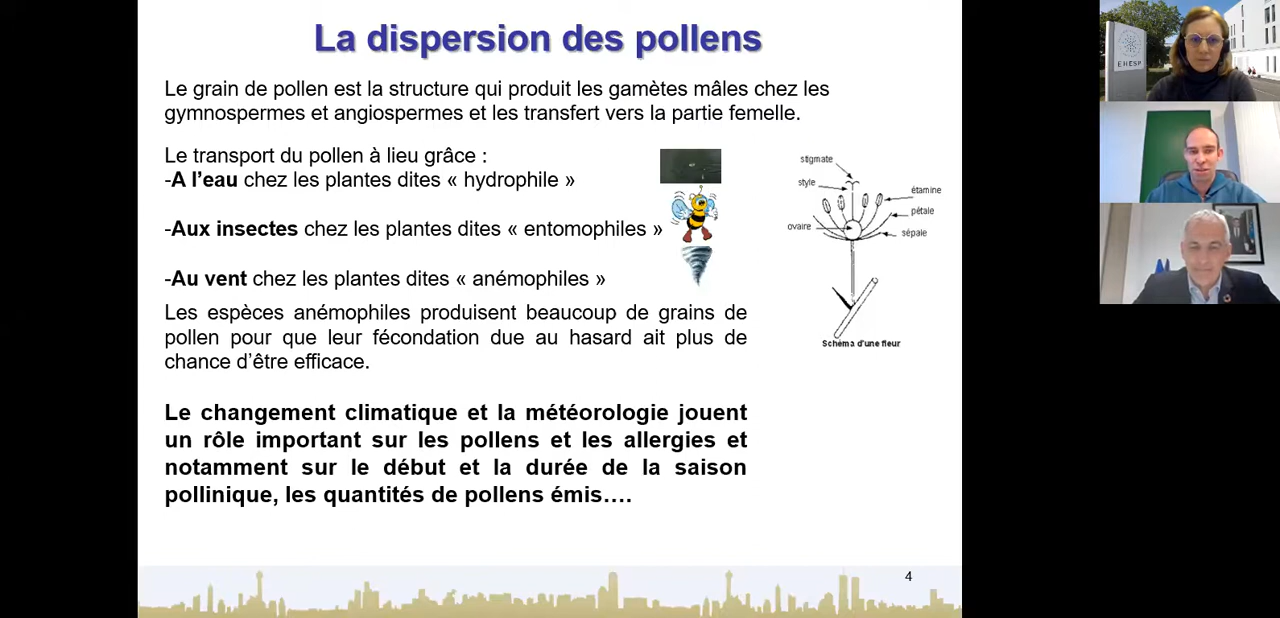 La dispersion des pollens
Le grain de pollen est la structure qui produit les gamètes mâles chez les
gymnospermes et angiospermes et les transfert vers la partie femelle.
Le transport du pollen à lieu grâce :
-A l'eau chez les plantes dites « hydrophile »
-Aux insectes chez les plantes dites « entomophiles »
-Au vent chez les plantes dites « anémophiles »
Les espèces anémophiles produisent beaucoup de grains de
pollen pour que leur fécondation due au hasard ait plus de
chance d'être efficace.
Le changement climatique et la météorologie jouent
un rôle important sur les pollens et les allergies et
notamment sur le début et la durée de la saison
pollinique, les quantités de pollens émis….
stigmate
style
étamine
pétale
ovaire
sépale
Schéma d'une fleur
4
EHESP